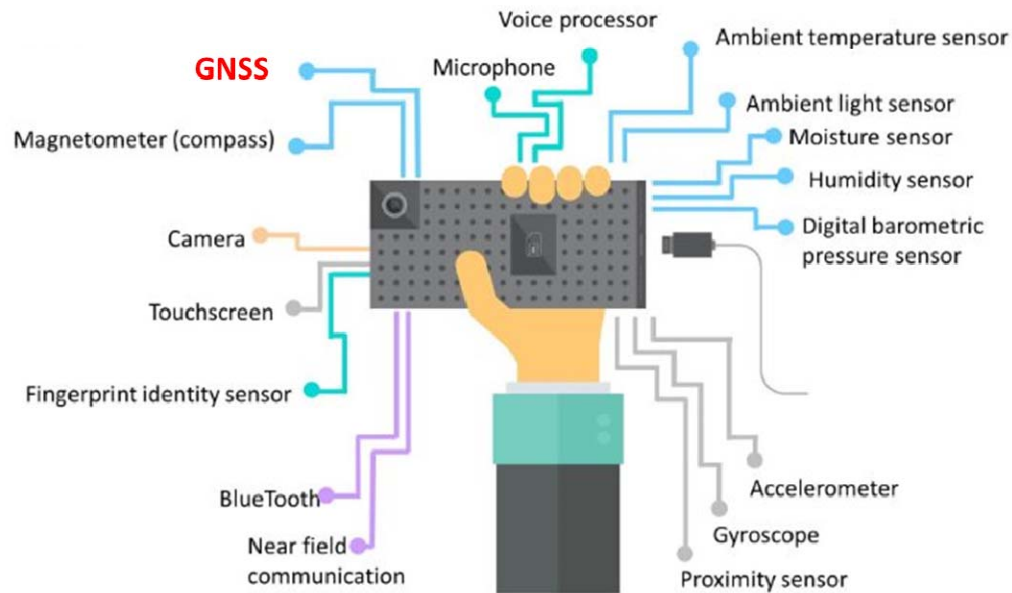 Voice processor
Ambient temperature sensor
GNSS
Microphone
Ambient light sensor
Magnetometer (compass)
Moisture sensor
Humidity sensor
Camera
Digital barometric
pressure sensor
Touchscreen
Fingerprint identity sensor
BlueTooth
Accelerometer
Gyroscope
Near field
communication
Proximity sensor